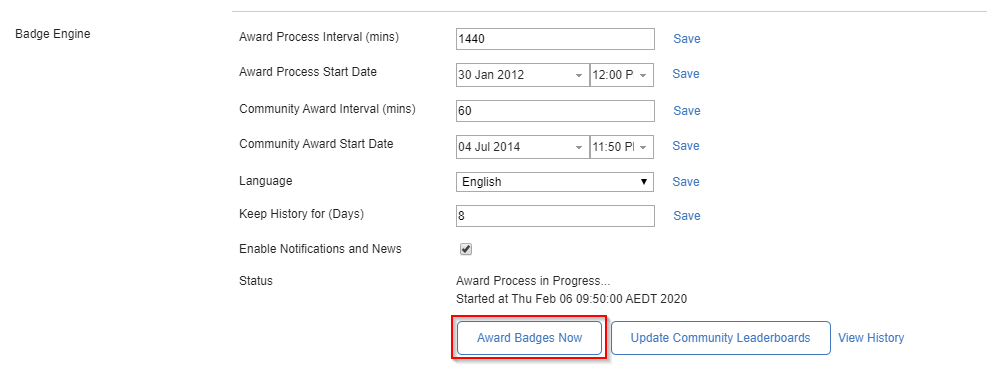 Badge Engine
Award Process Interval (mins) 1440 Save
Award Process Start Date 30 Jan 2012 12:00 P Save
Community Award Interval (mins) 60 Save
Community Award Start Date 04 Jul 2014 11:50 P Save
Language English Save
Keep History for (Days) 8 Save
Enable Notifications and News
Status Award Process in Progress...
Started at Thu Feb 06 09:50:00 AEDT 2020
Award Badges Now Update Community Leaderboards View History